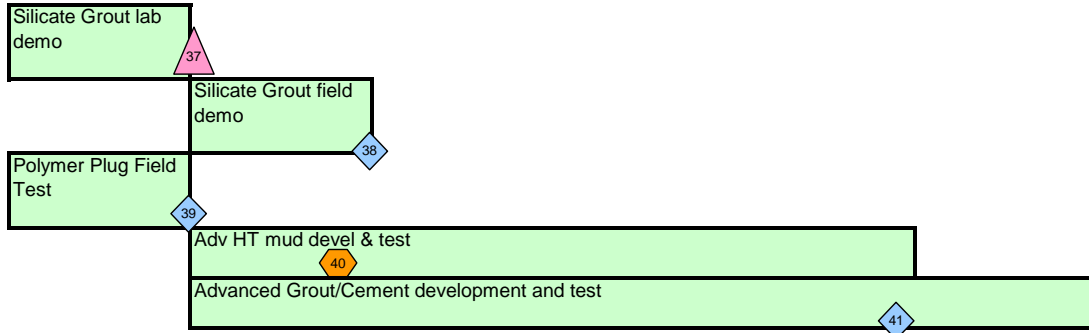 Silicate Grout lab
demo
37
Silicate Grout field
demo
38
Polymer Plug Field
Test
39
Adv HT mud devel & test
40
Advanced Grout/Cement development and test
41